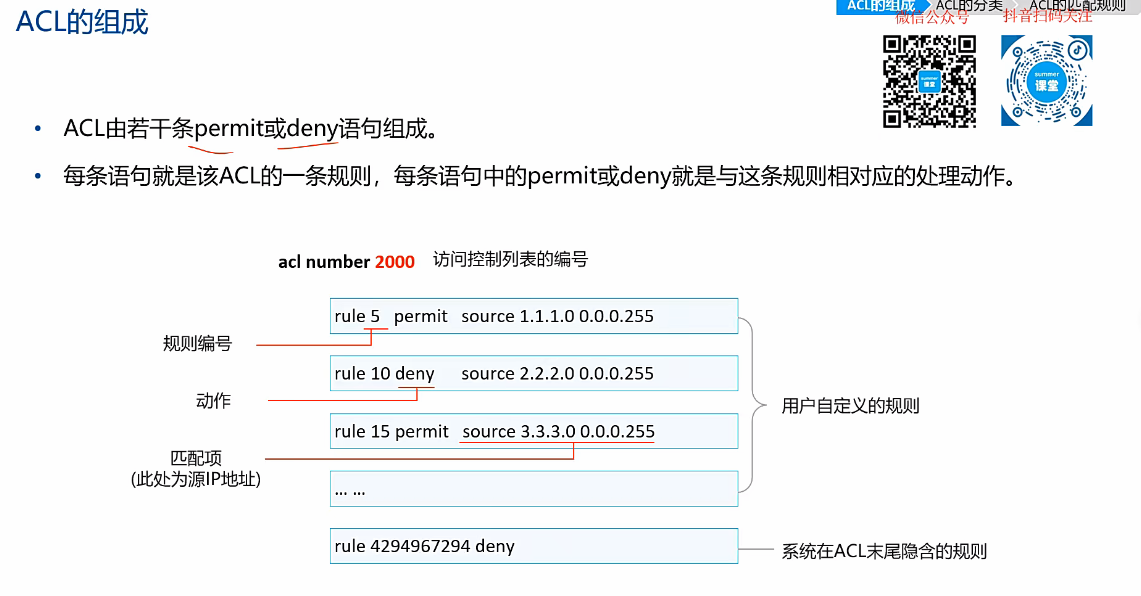 ACL的组成
ACL的组成 ACL的分类 ACL的匹配规则
微信公众号 抖音扫码关注
summer
课堂
summer
课堂
• ACL由若干条permit或deny语句组成。
• 每条语句就是该ACL的一条规则，每条语句中的permit或deny就是与这条规则相对应的处理动作。
acl number 2000 访问控制列表的编号
rule 5 permit source 1.1.1.0 0.0.0.255
规则编号
rule 10 deny source 2.2.2.0 0.0.0.255
动作
用户自定义的规则
rule 15 permit source 3.3.3.0 0.0.0.255
匹配项
(此处为源IP地址)
... ...
rule 4294967294 deny
系统在ACL末尾隐含的规则